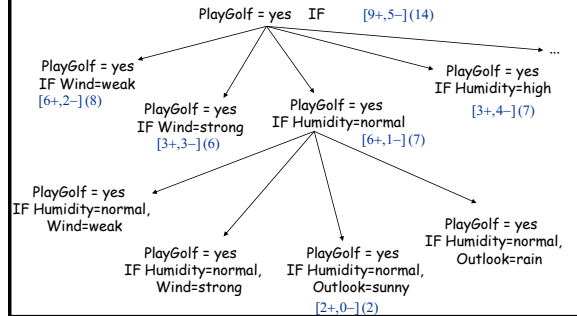 PlayGolf = yes IF [9+,5–] (14)
...
PlayGolf = yes
IF Wind=weak
[6+,2–] (8)
PlayGolf = yes
IF Wind=strong
[3+,3–] (6)
PlayGolf = yes
IF Humidity=normal
[6+,1–] (7)
PlayGolf = yes
IF Humidity=high
[3+,4–] (7)
PlayGolf = yes
IF Humidity=normal,
Wind=weak
PlayGolf = yes
IF Humidity=normal,
Wind=strong
PlayGolf = yes
IF Humidity=normal,
Outlook=sunny
[2+,0–] (2)
PlayGolf = yes
IF Humidity=normal,
Outlook=rain